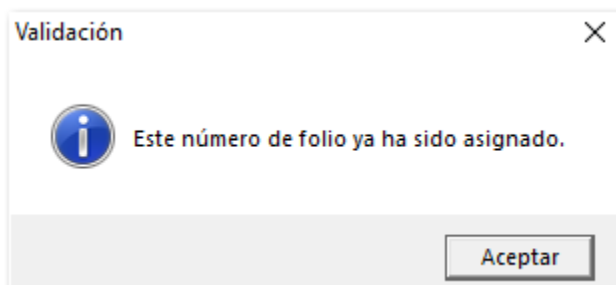 Validación
Este número de folio ya ha sido asignado.
Aceptar